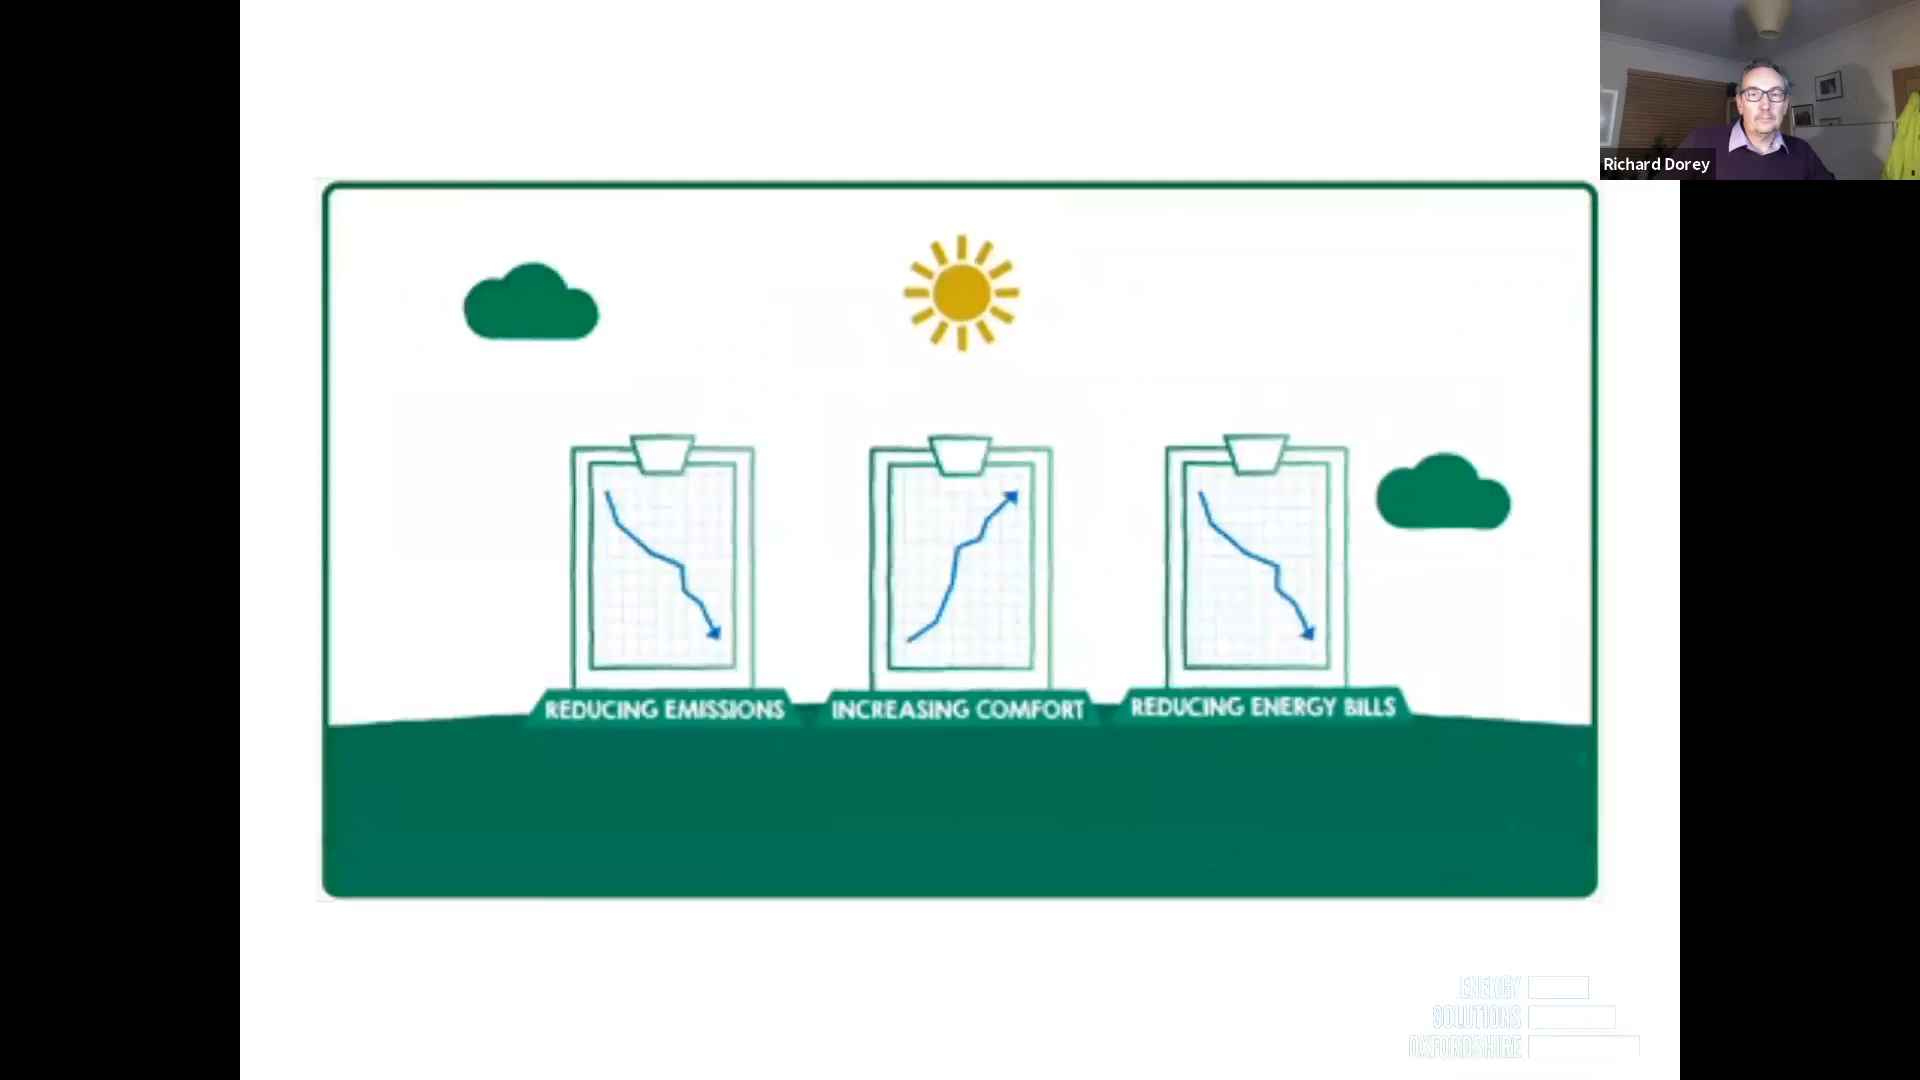 Richard Dorey
REDUCING EMISSIONS
INCREASING COMFORT
REDUCING ENERGY BILLS
ENERGY
SOLUTIONS
OXFORDSHIRE